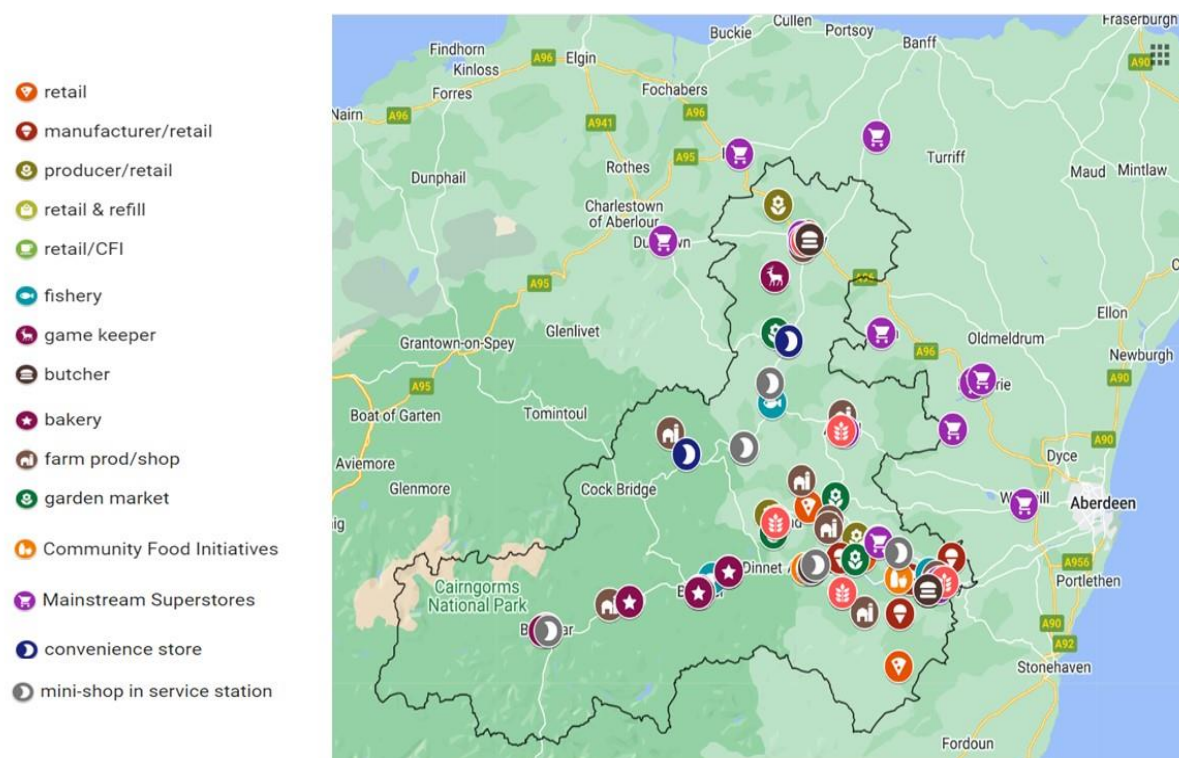 retail
manufacturer/retail
producer/retail
retail & refill
retail/CFI
fishery
game keeper
butcher
bakery
farm prod/shop
garden market
Community Food Initiatives
Mainstream Superstores
convenience store
mini-shop in service station
Cullen
Fraserburgh
Buckie
Portsoy
Findhorn
Banff
A96
Elgin
A90
Kinloss
Forres
Fochabers
Nairn
A96
A941
A96
Turriff
A95
Rothes
Maud
Mintlaw
Dunphail
Charlestown
of Aberlour
A95
Ellon
Glenlivet
Oldmeldrum
Grantown-on-Spey
Newburgh
A96
A95
A90
Boat of Garten
Tomintoul
A90
Aviemore
Dyce
Glenmore
Cock Bridge
Aberdeen
A956
Dinnet
Portlethen
Cairngorms
National Park
A90
A92
Stonehaven
Fordoun